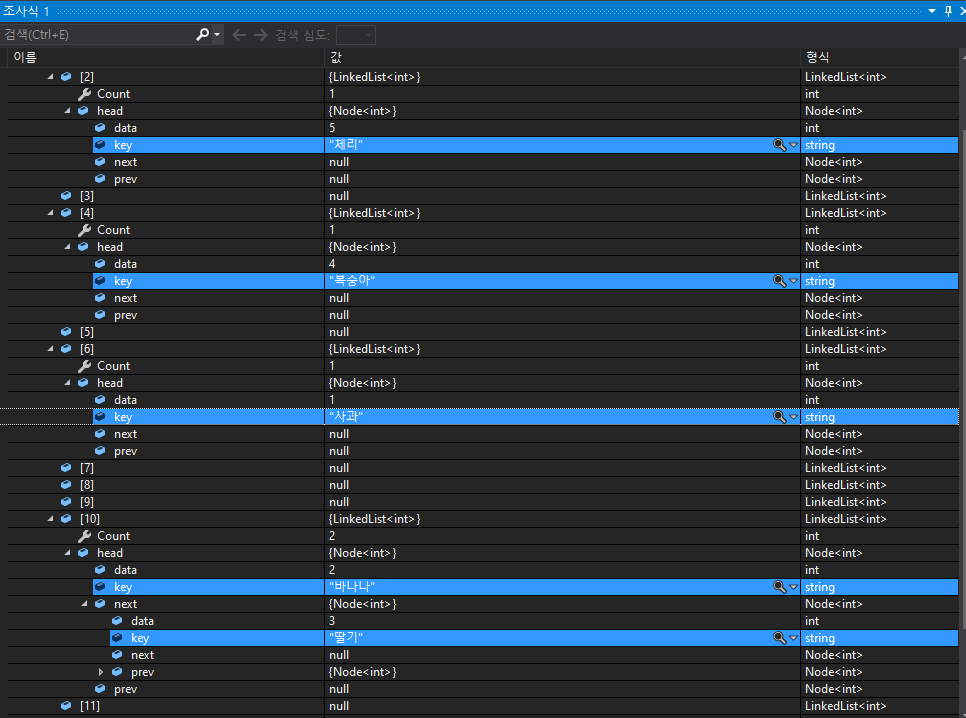 조사식 1
검색(Ctrl+E) 검색 심도:
이름 값 형식
[2] {LinkedList<int>} LinkedList<int>
Count 1 int
head {Node<int>} Node<int>
data 5 int
key "체리" string
next null Node<int>
prev null Node<int>
[3] null LinkedList<int>
[4] {LinkedList<int>} LinkedList<int>
Count 1 int
head {Node<int>} Node<int>
data 4 int
key "복숭아" string
next null Node<int>
prev null Node<int>
[5] null LinkedList<int>
[6] {LinkedList<int>} LinkedList<int>
Count 1 int
head {Node<int>} Node<int>
data 1 int
key "사과" string
next null Node<int>
prev null Node<int>
[7] null LinkedList<int>
[8] null LinkedList<int>
[9] null LinkedList<int>
[10] {LinkedList<int>} LinkedList<int>
Count 2 int
head {Node<int>} Node<int>
data 2 int
key "바나나" string
next {Node<int>} Node<int>
data 3 int
key "딸기" string
next null Node<int>
prev {Node<int>} Node<int>
prev null Node<int>
[11] null LinkedList<int>